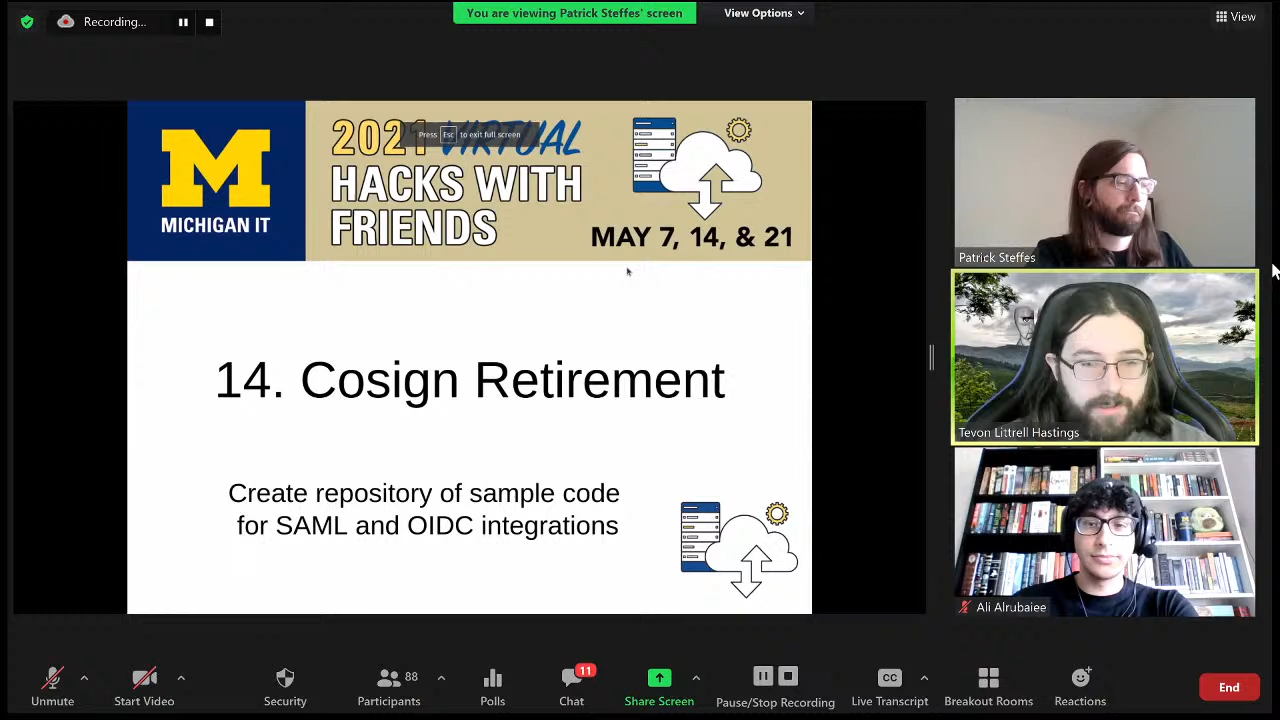 Recording...
You are viewing Patrick Steffes' screen
View Options
View
M
MICHIGAN IT
2021 VIRTUAL
HACKS WITH
FRIENDS
MAY 7, 14, & 21
Press Esc to exit full screen
14. Cosign Retirement
Create repository of sample code
for SAML and OIDC integrations
Patrick Steffes
Tevon Littrell Hastings
Ali Alrubaiee
Unmute
Start Video
Security
88
Participants
Polls
11
Chat
Share Screen
Pause/Stop Recording
CC
Live Transcript
Breakout Rooms
Reactions
End